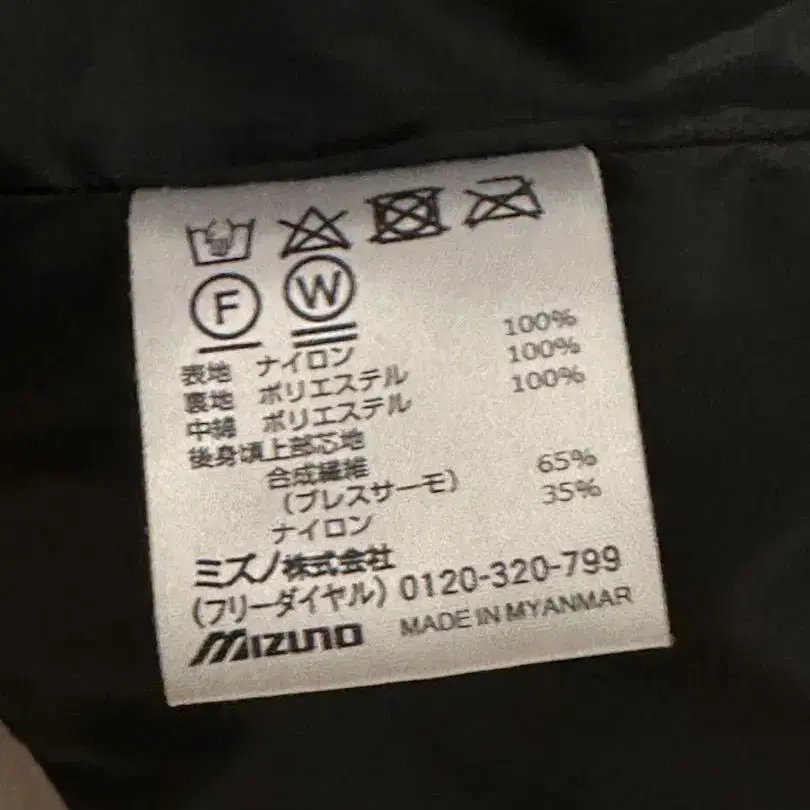 F W
表地 ナイロン 100%
裏地 ポリエステル 100%
中綿 ポリエステル 100%
後身頃上部芯地
合成繊維
(ブレスサーモ) 65%
ナイロン 35%
ミズノ株式会社
(フリーダイヤル) 0120-320-799
MIZUNO MADE IN MYANMAR